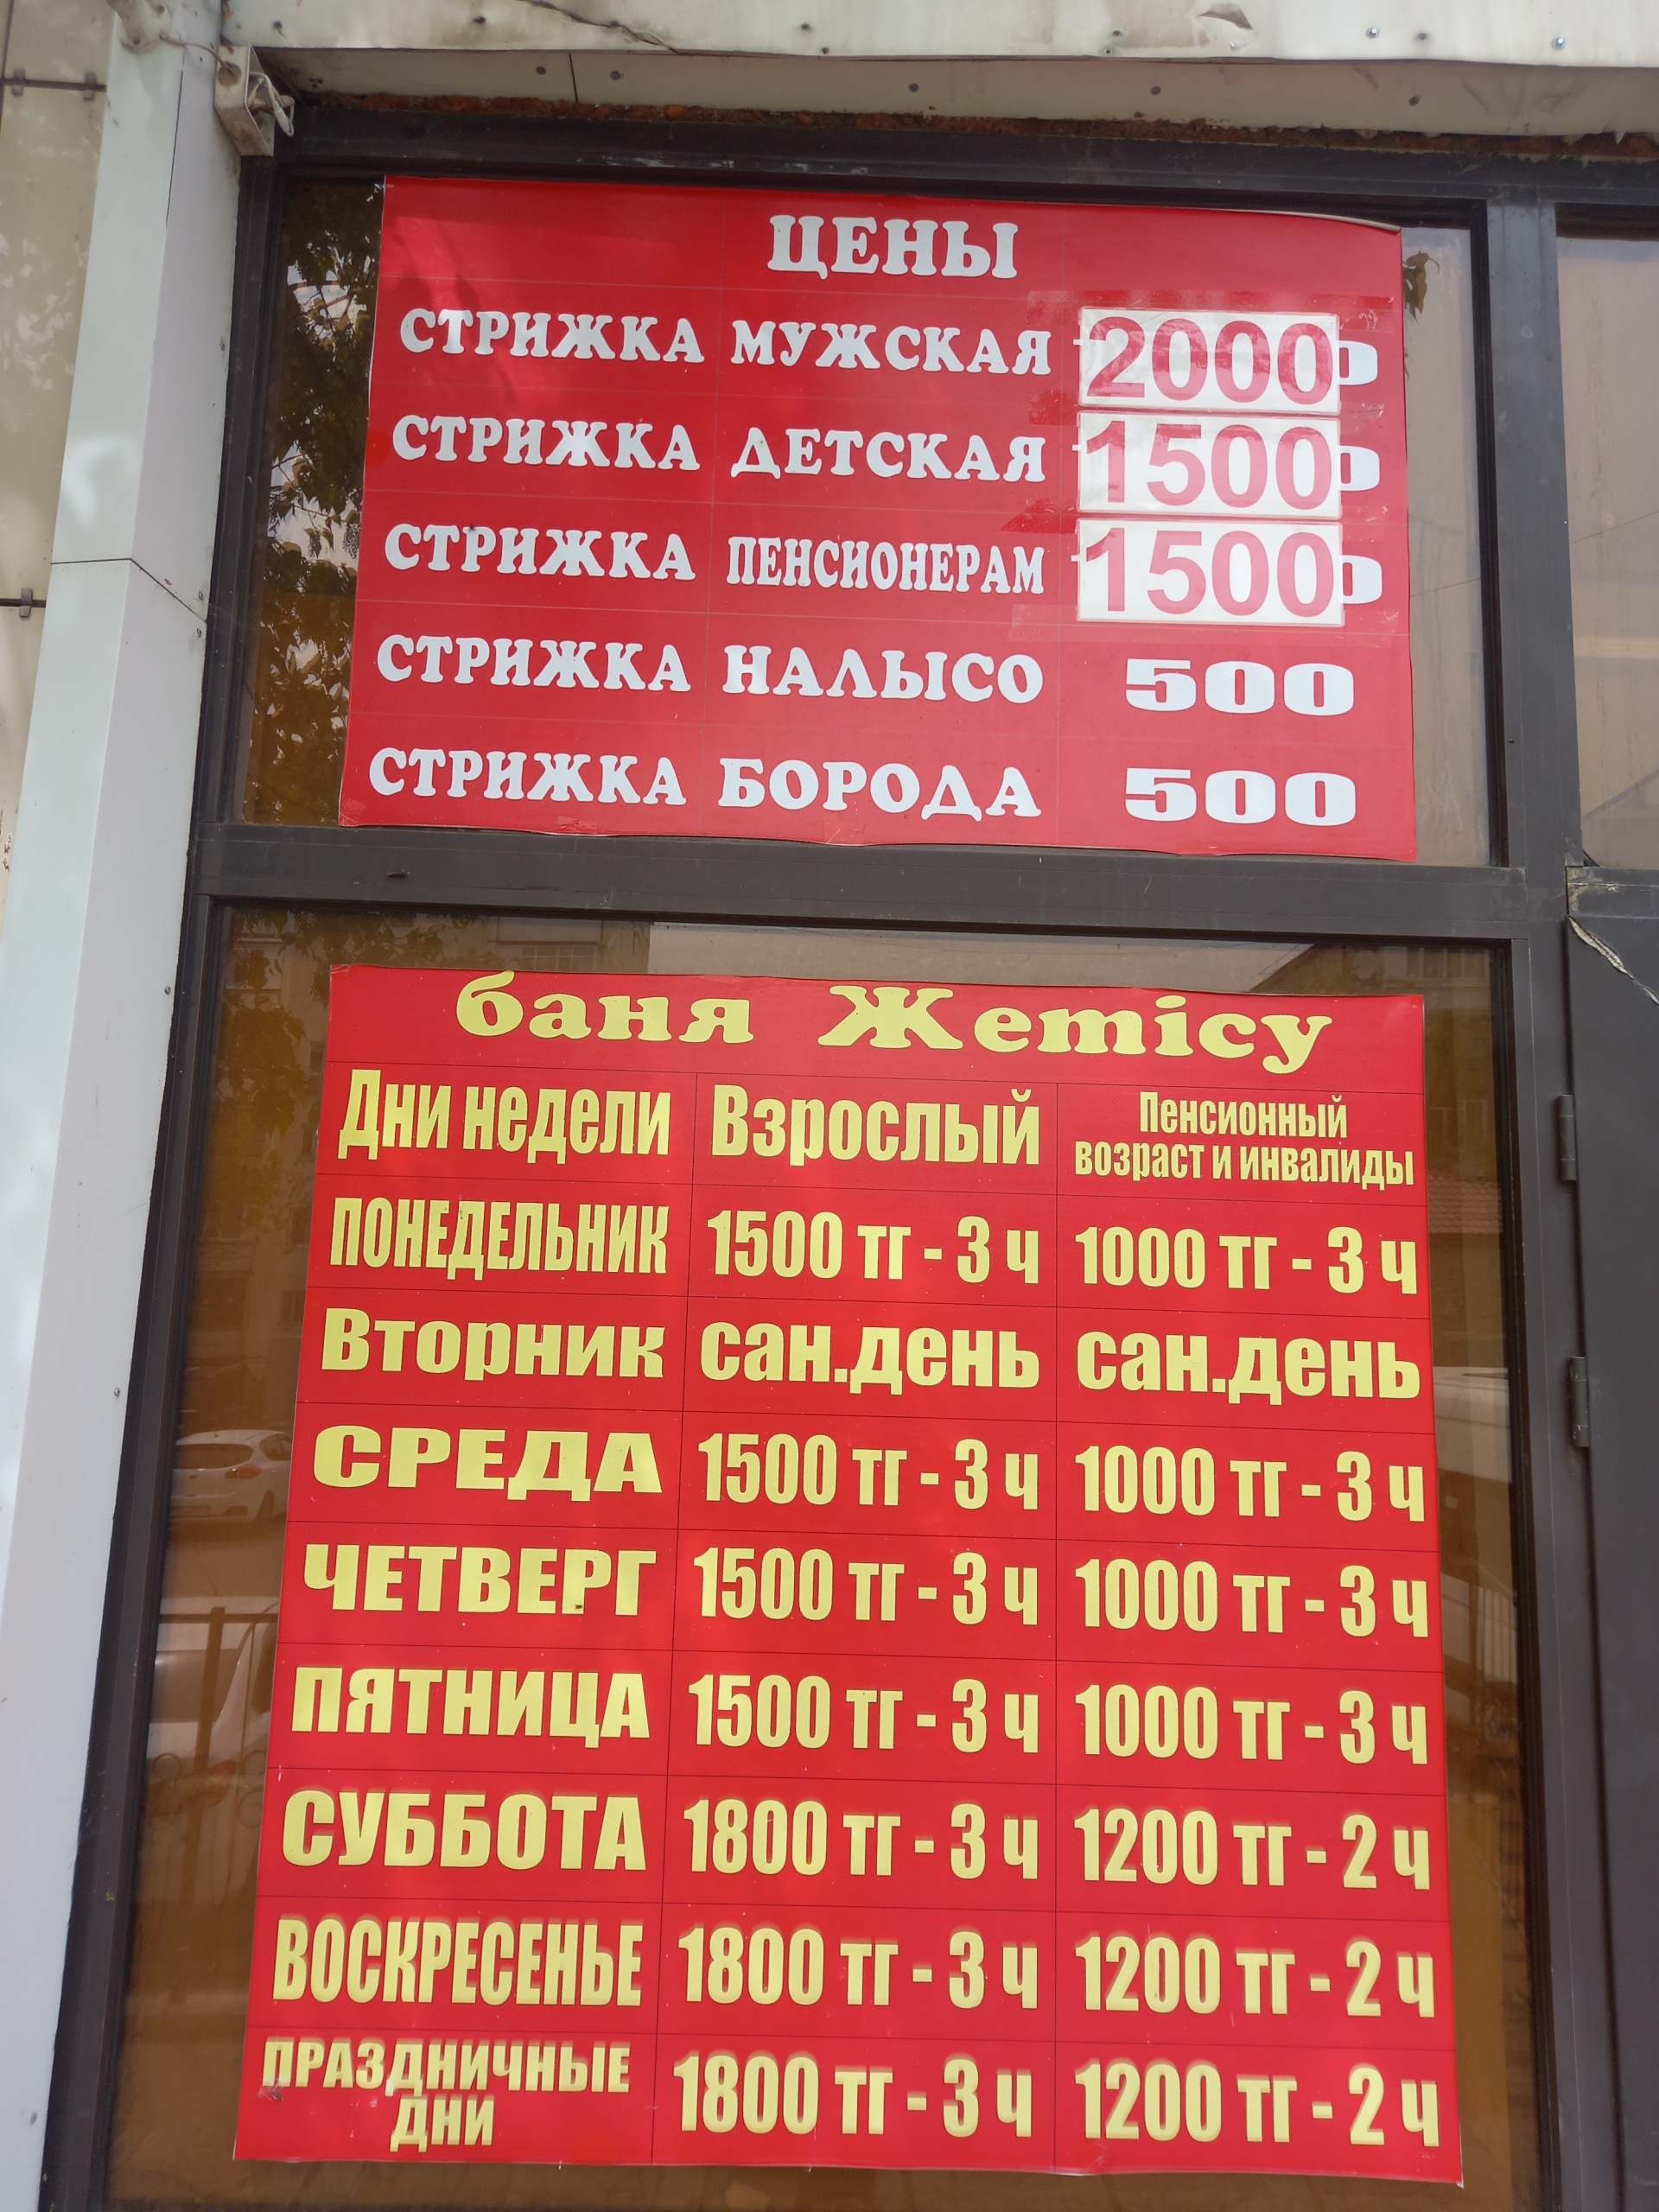 ЦЕНЫ
СТРИЖКА МУЖСКАЯ 2000
СТРИЖКА ДЕТСКАЯ 1500
СТРИЖКА ПЕНСИОНЕРАМ 1500
СТРИЖКА НАЛЫСО 500
СТРИЖКА БОРОДА 500
баня Жетісу
Дни недели Взрослый Пенсионный
возраст и инвалиды
ПОНЕДЕЛЬНИК 1500 тг - 3 ч 1000 тг - 3 ч
Вторник сан.день сан.день
СРЕДА 1500 тг - 3 ч 1000 тг - 3 ч
ЧЕТВЕРГ 1500 тг - 3 ч 1000 тг - 3 ч
ПЯТНИЦА 1500 тг - 3 ч 1000 тг - 3 ч
СУББОТА 1800 тг - 3 ч 1200 тг - 2 ч
ВОСКРЕСЕНЬЕ 1800 тг - 3 ч 1200 тг - 2 ч
ПРАЗДНИЧНЫЕ
ДНИ 1800 тг - 3 ч 1200 тг - 2 ч